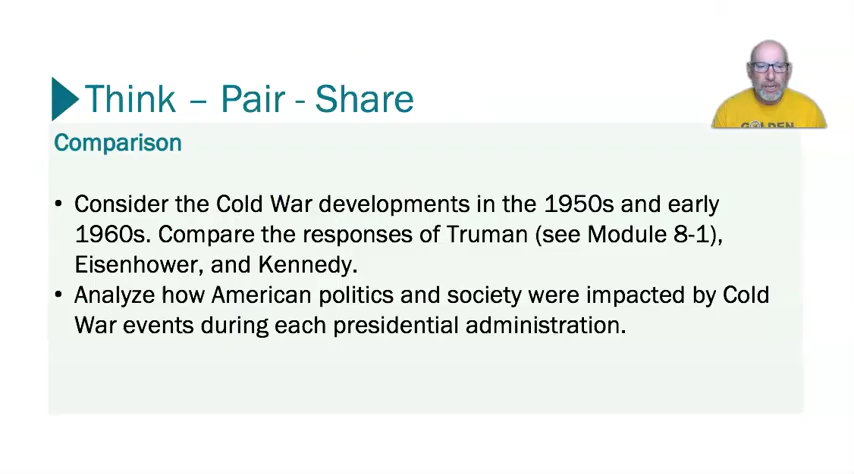 Think – Pair - Share
GOLDEN
Comparison
• Consider the Cold War developments in the 1950s and early
1960s. Compare the responses of Truman (see Module 8-1),
Eisenhower, and Kennedy.
• Analyze how American politics and society were impacted by Cold
War events during each presidential administration.